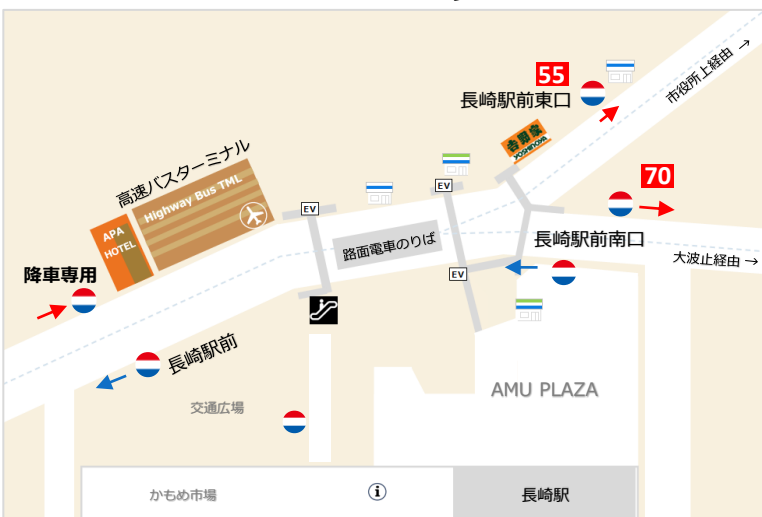 55
長崎駅前東口
市役所上経由 →
吉野家
YOSHINOYA
高速バスターミナル
Highway Bus TML
APA
HOTEL
EV
EV
70
路面電車のりば
長崎駅前南口
大波止経由 →
EV
降車専用
長崎駅前
AMU PLAZA
交通広場
かもめ市場
i
長崎駅